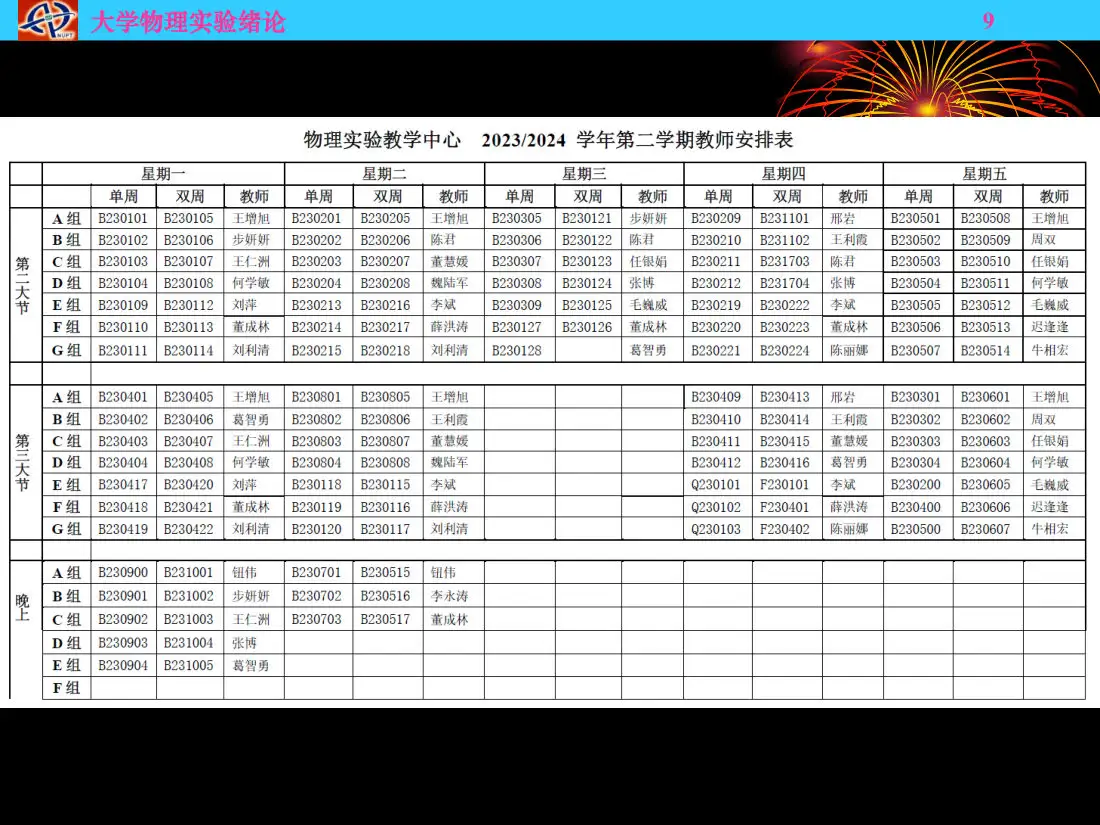 NUPT
大学物理实验绪论 9
物理实验教学中心 2023/2024 学年第二学期教师安排表
星期一 星期二 星期三 星期四 星期五
单周 双周 教师 单周 双周 教师 单周 双周 教师 单周 双周 教师 单周 双周 教师
第二大节
A 组 B230101 B230105 王增旭 B230201 B230205 王增旭 B230305 B230121 步妍妍 B230209 B231101 邢岩 B230501 B230508 王增旭
B 组 B230102 B230106 步妍妍 B230202 B230206 陈君 B230306 B230122 陈君 B230210 B231102 王利霞 B230502 B230509 周双
C 组 B230103 B230107 王仁洲 B230203 B230207 董慧媛 B230307 B230123 任银娟 B230211 B231703 陈君 B230503 B230510 任银娟
D 组 B230104 B230108 何学敏 B230204 B230208 魏陆军 B230308 B230124 张博 B230212 B231704 张博 B230504 B230511 何学敏
E 组 B230109 B230112 刘萍 B230213 B230216 李斌 B230309 B230125 毛巍威 B230219 B230222 李斌 B230505 B230512 毛巍威
F 组 B230110 B230113 董成林 B230214 B230217 薛洪涛 B230127 B230126 董成林 B230220 B230223 董成林 B230506 B230513 迟逢逢
G 组 B230111 B230114 刘利清 B230215 B230218 刘利清 B230128 葛智勇 B230221 B230224 陈丽娜 B230507 B230514 牛相宏
第三大节
A 组 B230401 B230405 王增旭 B230801 B230805 王增旭 B230409 B230413 邢岩 B230301 B230601 王增旭
B 组 B230402 B230406 葛智勇 B230802 B230806 王利霞 B230410 B230414 王利霞 B230302 B230602 周双
C 组 B230403 B230407 王仁洲 B230803 B230807 董慧媛 B230411 B230415 董慧媛 B230303 B230603 任银娟
D 组 B230404 B230408 何学敏 B230804 B230808 魏陆军 B230412 B230416 葛智勇 B230304 B230604 何学敏
E 组 B230417 B230420 刘萍 B230118 B230115 李斌 Q230101 F230101 李斌 B230200 B230605 毛巍威
F 组 B230418 B230421 董成林 B230119 B230116 薛洪涛 Q230102 F230401 薛洪涛 B230400 B230606 迟逢逢
G 组 B230419 B230422 刘利清 B230120 B230117 刘利清 Q230103 F230402 陈丽娜 B230500 B230607 牛相宏
晚上
A 组 B230900 B231001 钮伟 B230701 B230515 钮伟
B 组 B230901 B231002 步妍妍 B230702 B230516 李永涛
C 组 B230902 B231003 王仁洲 B230703 B230517 董成林
D 组 B230903 B231004 张博
E 组 B230904 B231005 葛智勇
F 组